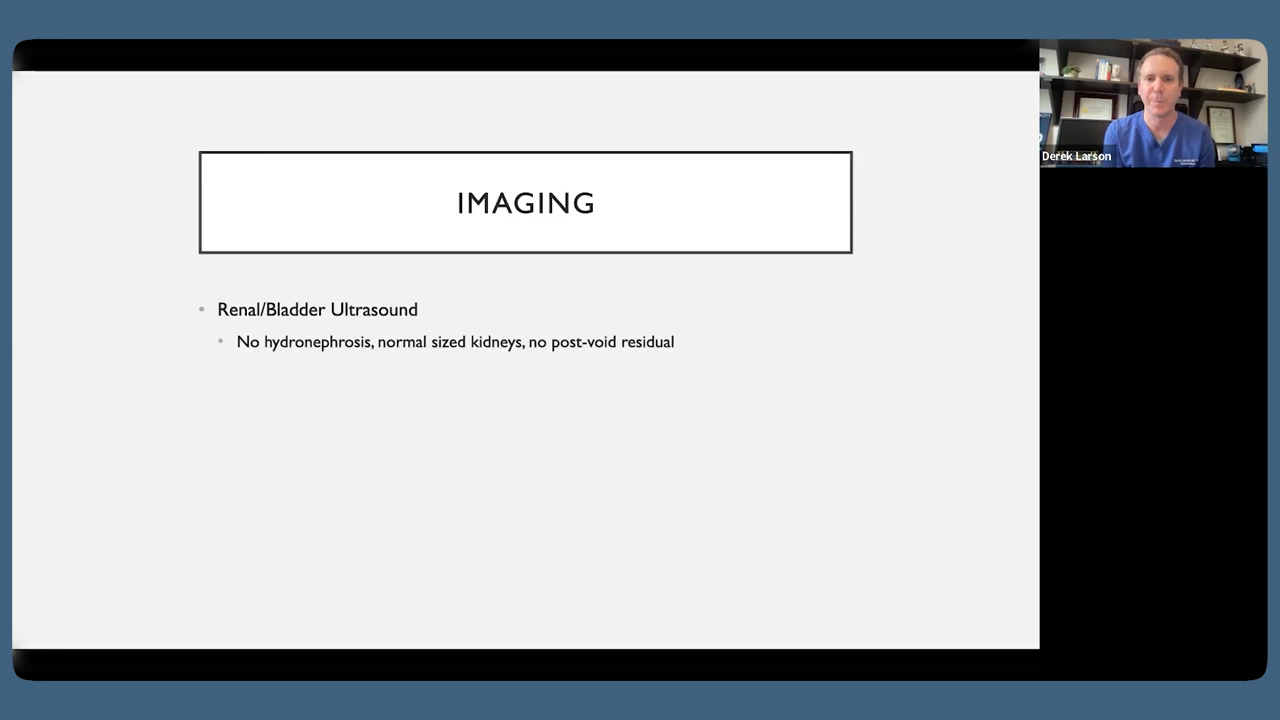 IMAGING
Renal/Bladder Ultrasound
No hydronephrosis, normal sized kidneys, no post-void residual
Derek Larson